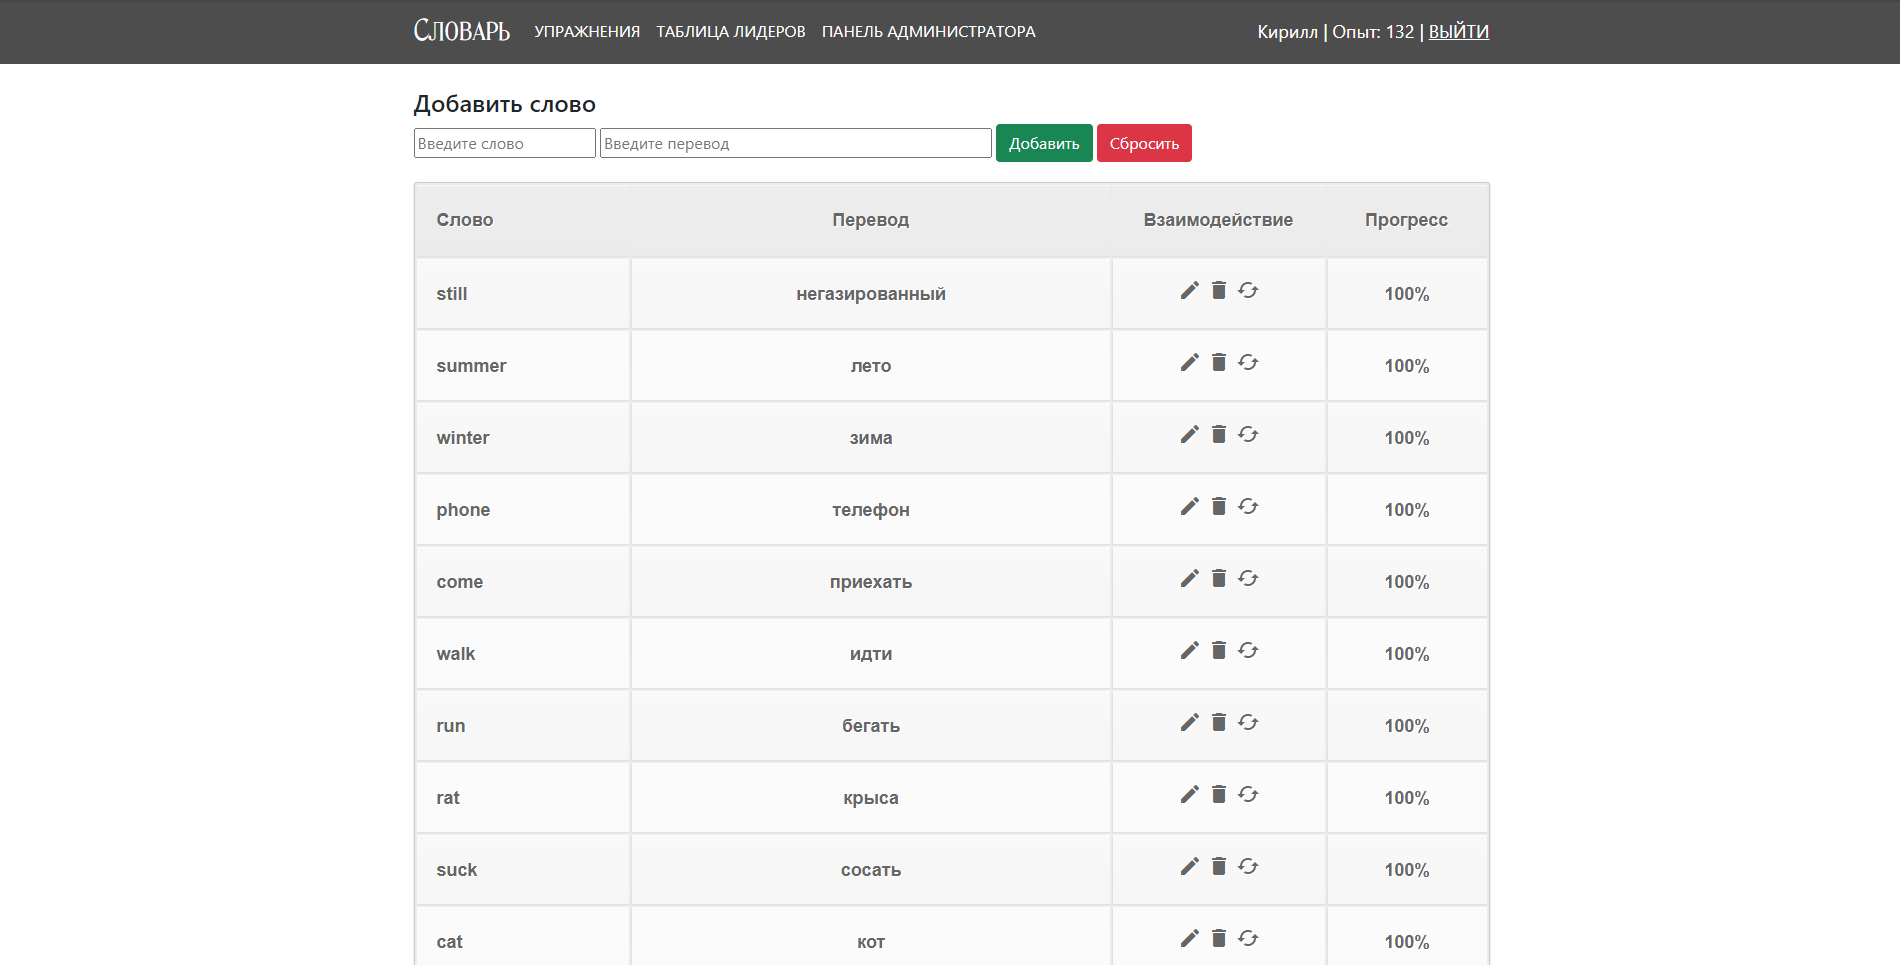 Словарь УПРАЖНЕНИЯ ТАБЛИЦА ЛИДЕРОВ ПАНЕЛЬ АДМИНИСТРАТОРА Кирилл | Опыт: 132 | ВЫЙТИ
Добавить слово
Введите слово Введите перевод Добавить Сбросить
Слово Перевод Взаимодействие Прогресс
still негазированный 100%
summer лето 100%
winter зима 100%
phone телефон 100%
come приехать 100%
walk идти 100%
run бегать 100%
rat крыса 100%
suck сосать 100%
cat кот 100%